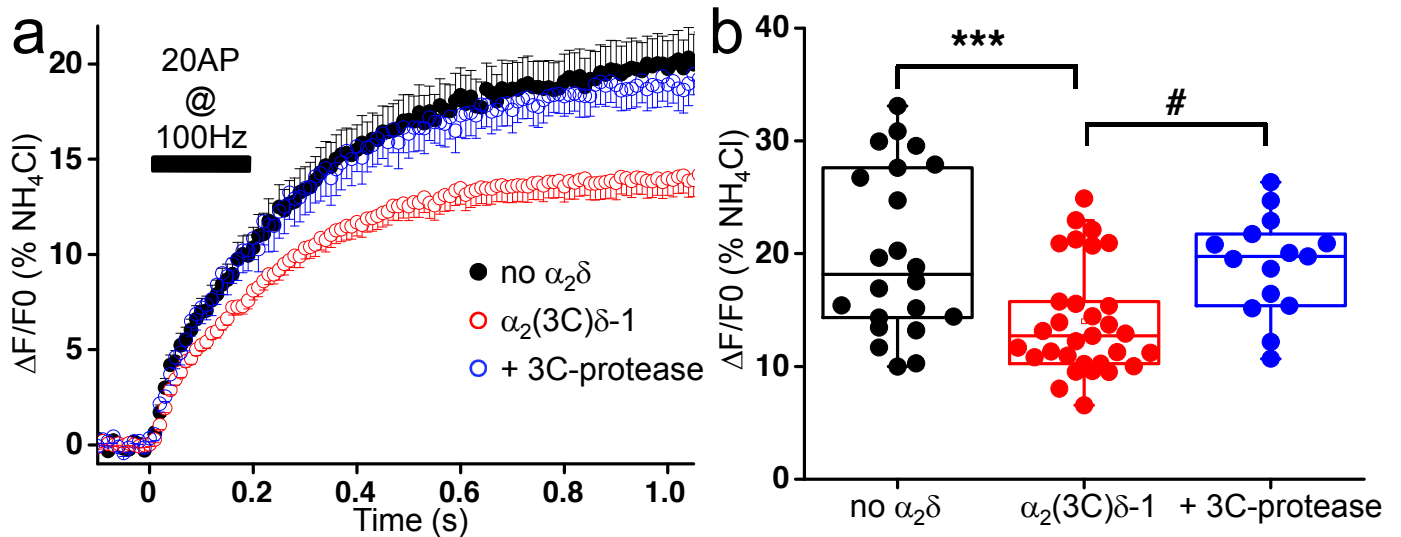 a
20AP
@
100Hz
ΔF/F0 (% NH₄Cl)
20
15
10
5
0
no α₂δ
α₂(3C)δ-1
+ 3C-protease
0
0.2
0.4
0.6
0.8
1.0
Time (s)
b
ΔF/F0 (% NH₄Cl)
40
30
20
10
0
***
#
no α₂δ
α₂(3C)δ-1
+ 3C-protease